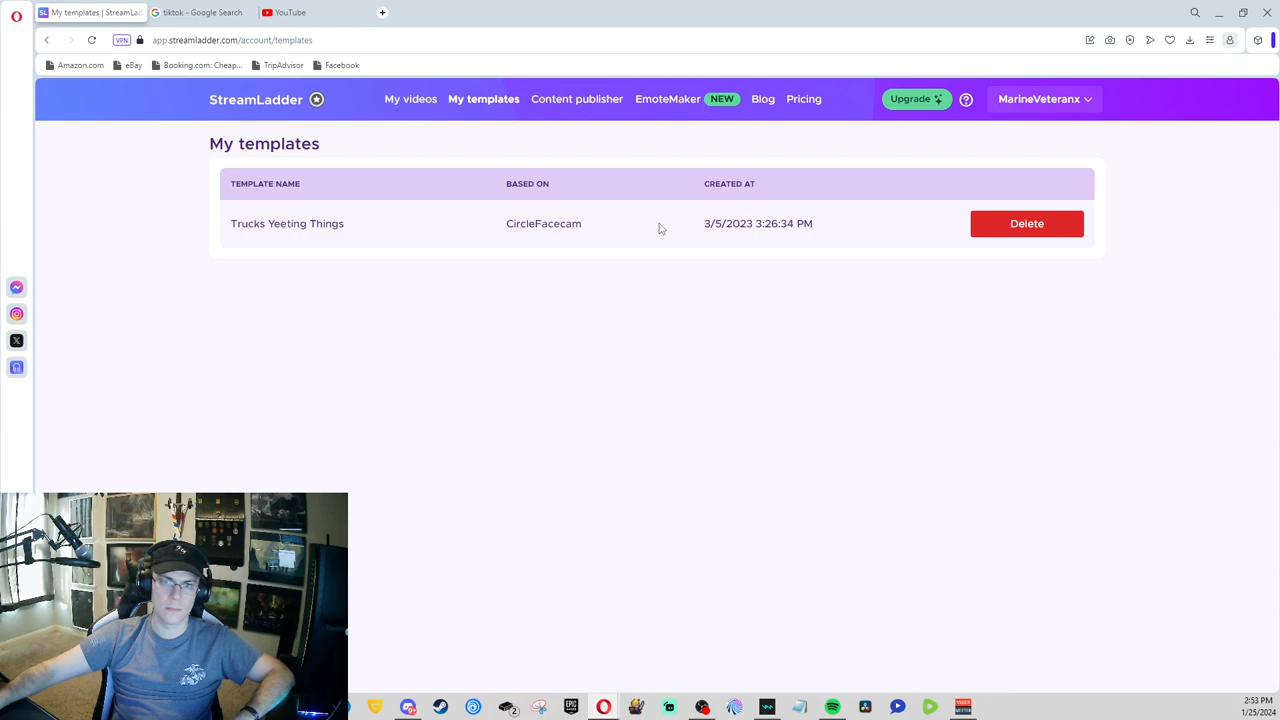 My templates | StreamLad
tiktok - Google Search
YouTube
VPN
app.streamladder.com/account/templates
Amazon.com
eBay
Booking.com: Cheap...
TripAdvisor
Facebook
StreamLadder
My videos
My templates
Content publisher
EmoteMaker NEW
Blog
Pricing
Upgrade
MarineVeteranx
My templates
TEMPLATE NAME BASED ON CREATED AT
Trucks Yeeting Things CircleFacecam 3/5/2023 3:26:34 PM Delete
2:53 PM
1/25/2024